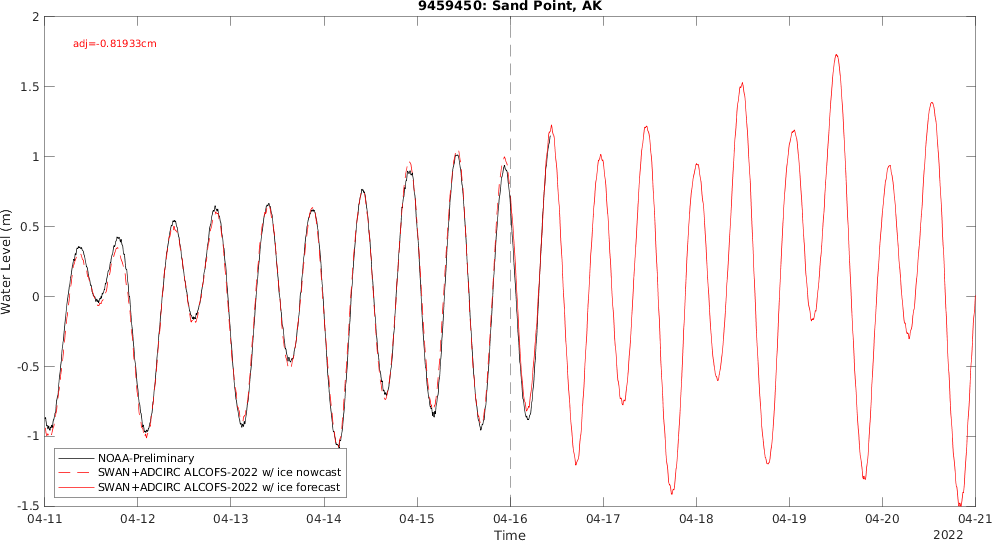 9459450: Sand Point, AK
adj=-0.81933cm
2
1.5
1
0.5
0
-0.5
-1
-1.5
Water Level (m)
NOAA-Preliminary
SWAN+ADCIRC ALCOFS-2022 w/ ice nowcast
SWAN+ADCIRC ALCOFS-2022 w/ ice forecast
04-11 04-12 04-13 04-14 04-15 04-16 04-17 04-18 04-19 04-20 04-21
Time
2022